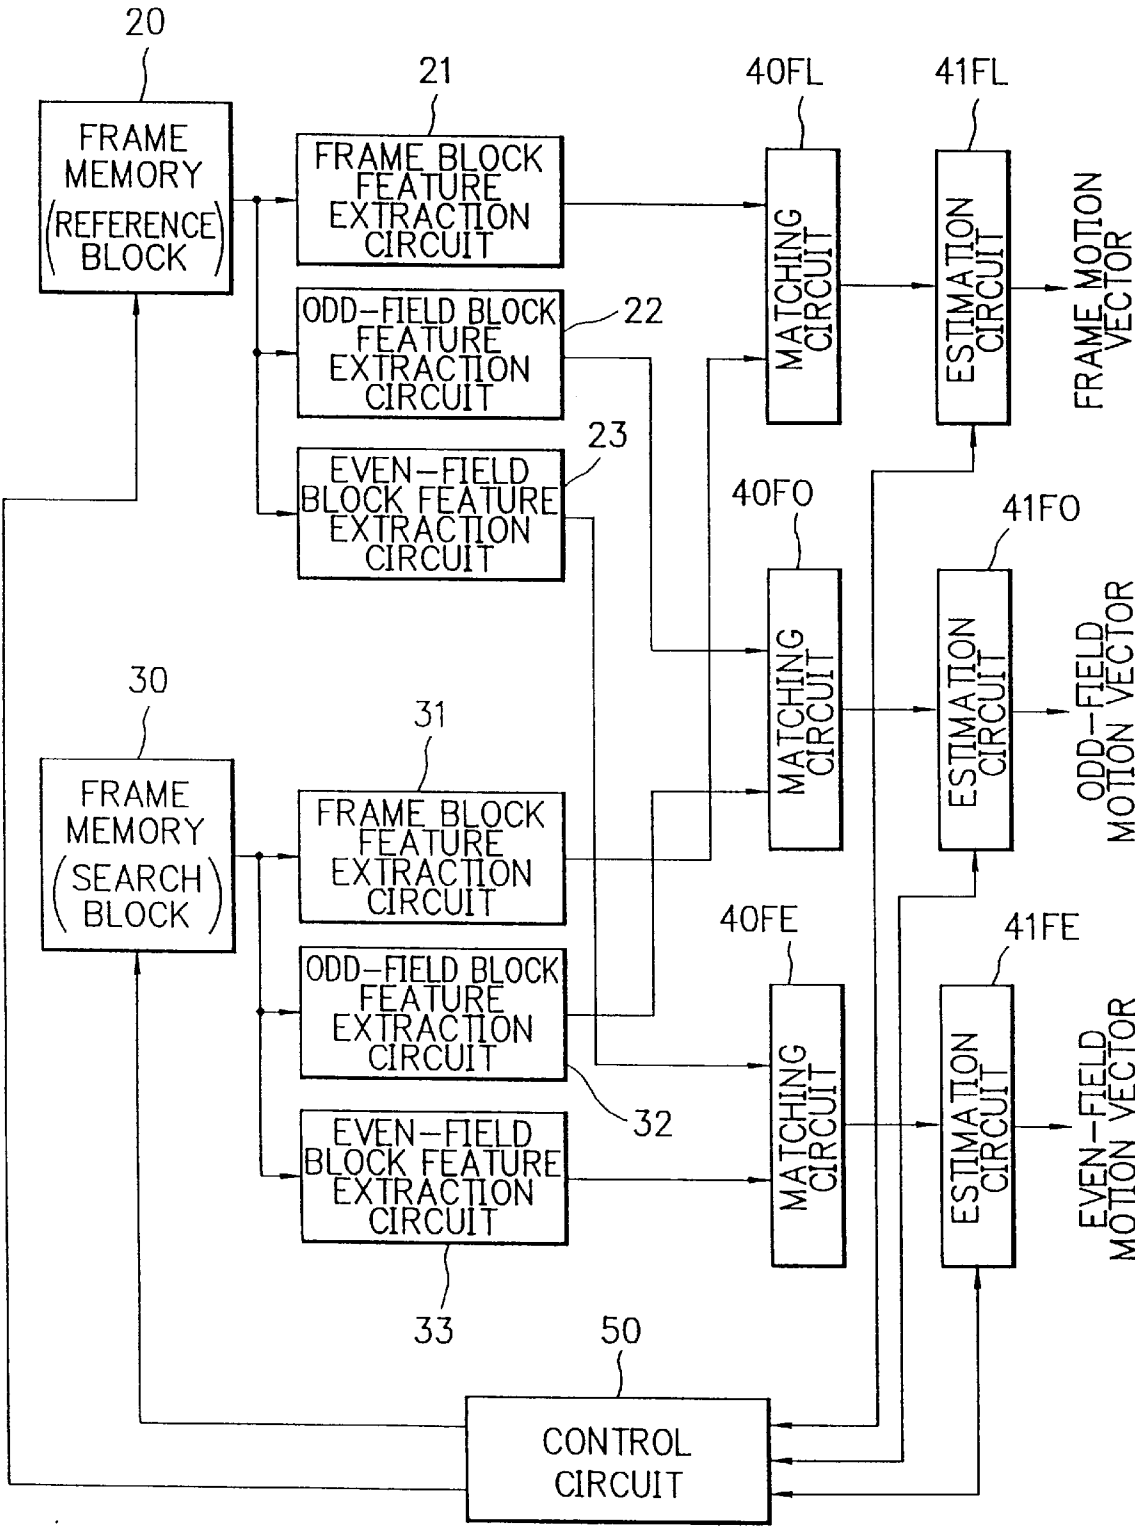 20
FRAME
MEMORY
(REFERENCE
BLOCK)
21
FRAME BLOCK
FEATURE
EXTRACTION
CIRCUIT
ODD-FIELD BLOCK
FEATURE
EXTRACTION
CIRCUIT
22
EVEN-FIELD
BLOCK FEATURE
EXTRACTION
CIRCUIT
23
40FL
MATCHING
CIRCUIT
41FL
ESTIMATION
CIRCUIT
FRAME MOTION
VECTOR
40FO
MATCHING
CIRCUIT
41FO
ESTIMATION
CIRCUIT
ODD-FIELD
MOTION VECTOR
30
FRAME
MEMORY
(SEARCH
BLOCK)
31
FRAME BLOCK
FEATURE
EXTRACTION
CIRCUIT
ODD-FIELD BLOCK
FEATURE
EXTRACTION
CIRCUIT
32
EVEN-FIELD
BLOCK FEATURE
EXTRACTION
CIRCUIT
33
40FE
MATCHING
CIRCUIT
41FE
ESTIMATION
CIRCUIT
EVEN-FIELD
MOTION VECTOR
50
CONTROL
CIRCUIT